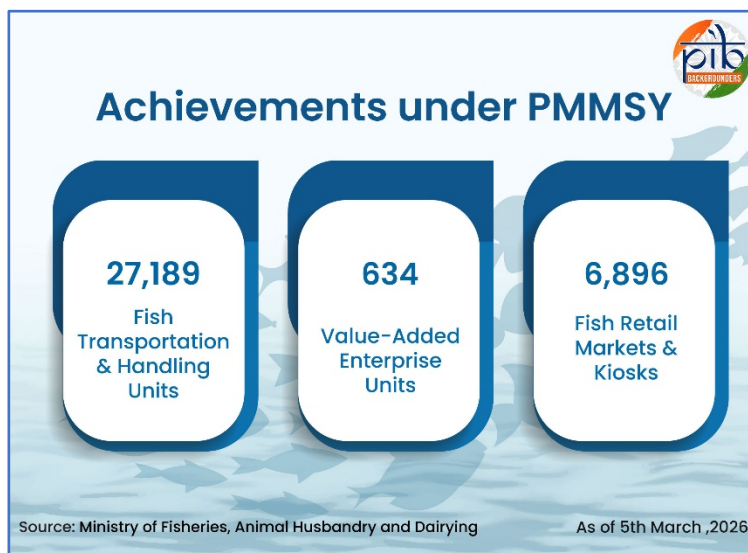 pib
BACKGROUNDERS
Achievements under PMMSY
27,189
Fish
Transportation
& Handling
Units
634
Value-Added
Enterprise
Units
6,896
Fish Retail
Markets &
Kiosks
Source: Ministry of Fisheries, Animal Husbandry and Dairying
As of 5th March ,2026